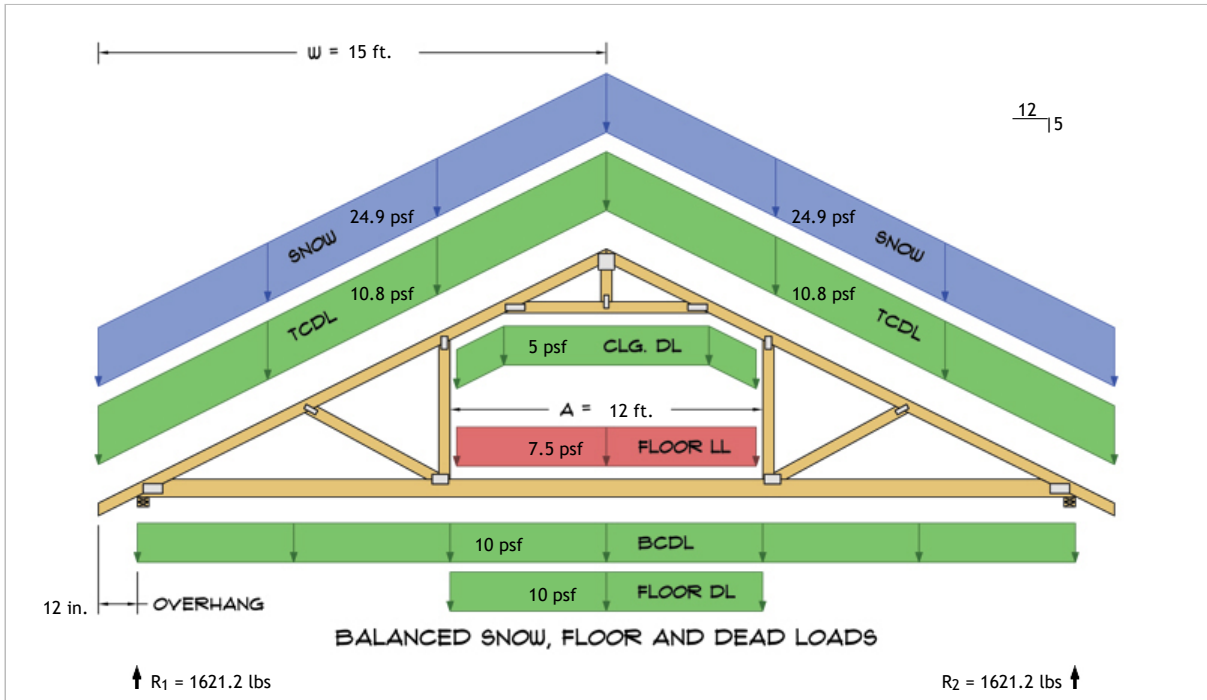 W = 15 ft.
12
5
24.9 psf
SNOW
24.9 psf
SNOW
10.8 psf
TCDL
10.8 psf
TCDL
5 psf CLG. DL
A = 12 ft.
7.5 psf FLOOR LL
10 psf BCDL
10 psf FLOOR DL
12 in. OVERHANG
BALANCED SNOW, FLOOR AND DEAD LOADS
R1 = 1621.2 lbs
R2 = 1621.2 lbs